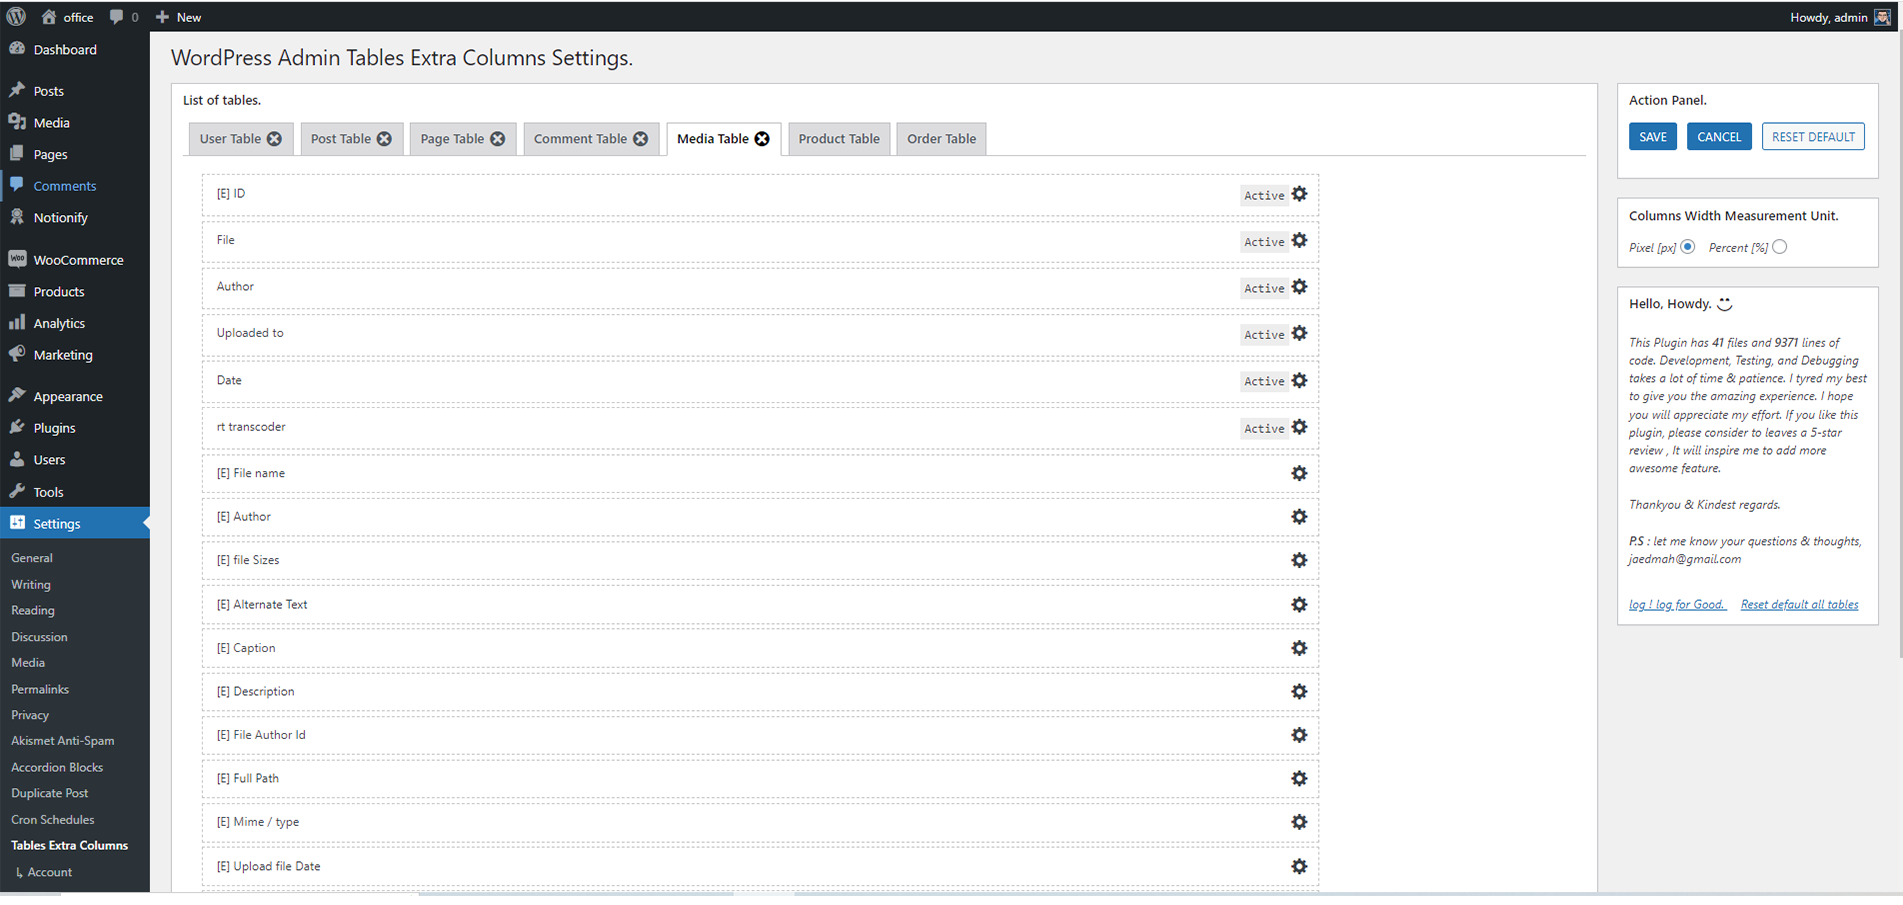 office
0
New
Howdy, admin
Dashboard
Posts
Media
Pages
Comments
Notionify
WooCommerce
Products
Analytics
Marketing
Appearance
Plugins
Users
Tools
Settings
General
Writing
Reading
Discussion
Media
Permalinks
Privacy
Akismet Anti-Spam
Accordion Blocks
Duplicate Post
Cron Schedules
Tables Extra Columns
↳ Account
WordPress Admin Tables Extra Columns Settings.
List of tables.
User Table
Post Table
Page Table
Comment Table
Media Table
Product Table
Order Table
[E] ID
Active
File
Active
Author
Active
Uploaded to
Active
Date
Active
rt transcoder
Active
[E] File name
[E] Author
[E] file Sizes
[E] Alternate Text
[E] Caption
[E] Description
[E] File Author Id
[E] Full Path
[E] Mime / type
[E] Upload file Date
Action Panel.
SAVE
CANCEL
RESET DEFAULT
Columns Width Measurement Unit.
Pixel [px]
Percent [%]
Hello, Howdy.
This Plugin has 41 files and 9371 lines of
code. Development, Testing, and Debugging
takes a lot of time & patience. I tyred my best
to give you the amazing experience. I hope
you will appreciate my effort. If you like this
plugin, please consider to leaves a 5-star
review , It will inspire me to add more
awesome feature.
Thankyou & Kindest regards.
P.S : let me know your questions & thoughts,
jaedmah@gmail.com
log ! log for Good.
Reset default all tables